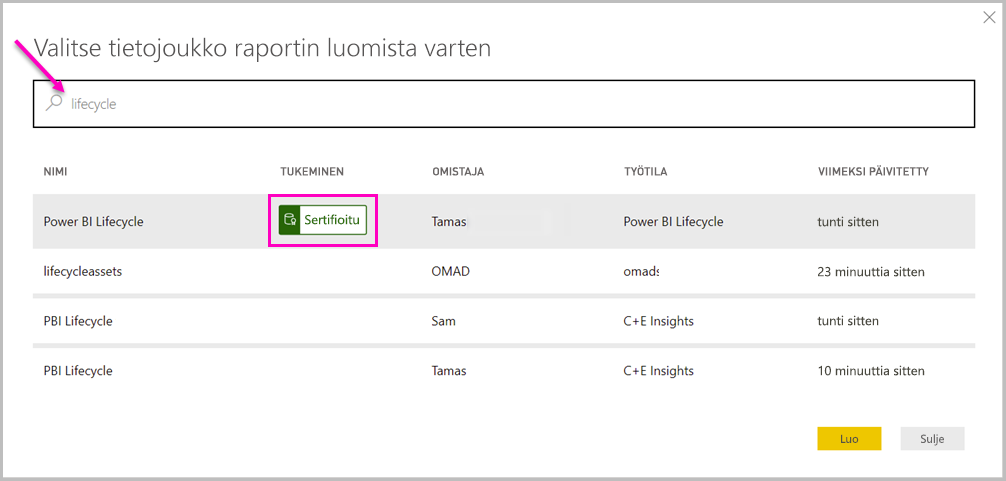 Valitse tietojoukko raportin luomista varten
lifecycle
NIMI TUKEMINEN OMISTAJA TYÖTILA VIIMEKSI PÄIVITETTY
Power BI Lifecycle Sertifioitu Tamas Power BI Lifecycle tunti sitten
lifecycleassets OMAD omads 23 minuuttia sitten
PBI Lifecycle Sam C+E Insights tunti sitten
PBI Lifecycle Tamas C+E Insights 10 minuuttia sitten
Luo Sulje